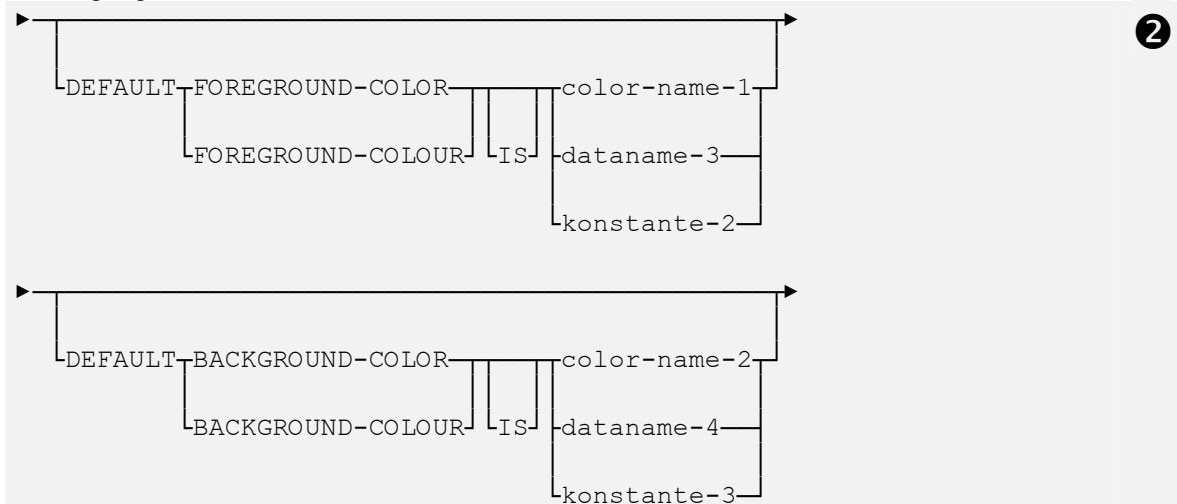 ❷
DEFAULT FOREGROUND-COLOR color-name-1
FOREGROUND-COLOUR IS dataname-3
konstante-2
DEFAULT BACKGROUND-COLOR color-name-2
BACKGROUND-COLOUR IS dataname-4
konstante-3